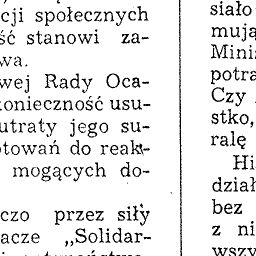 cji społecznych
ść stanowi za-
wa.
wej Rady Oca-
konieczność usu-
utraty jego su-
otowań do reak-
mogących do-
czo przez siły
acze „Solidar-
siało
mują
Mini
potra
Czy
stko,
ralę
Hi
dział
bez
z ni
wszy